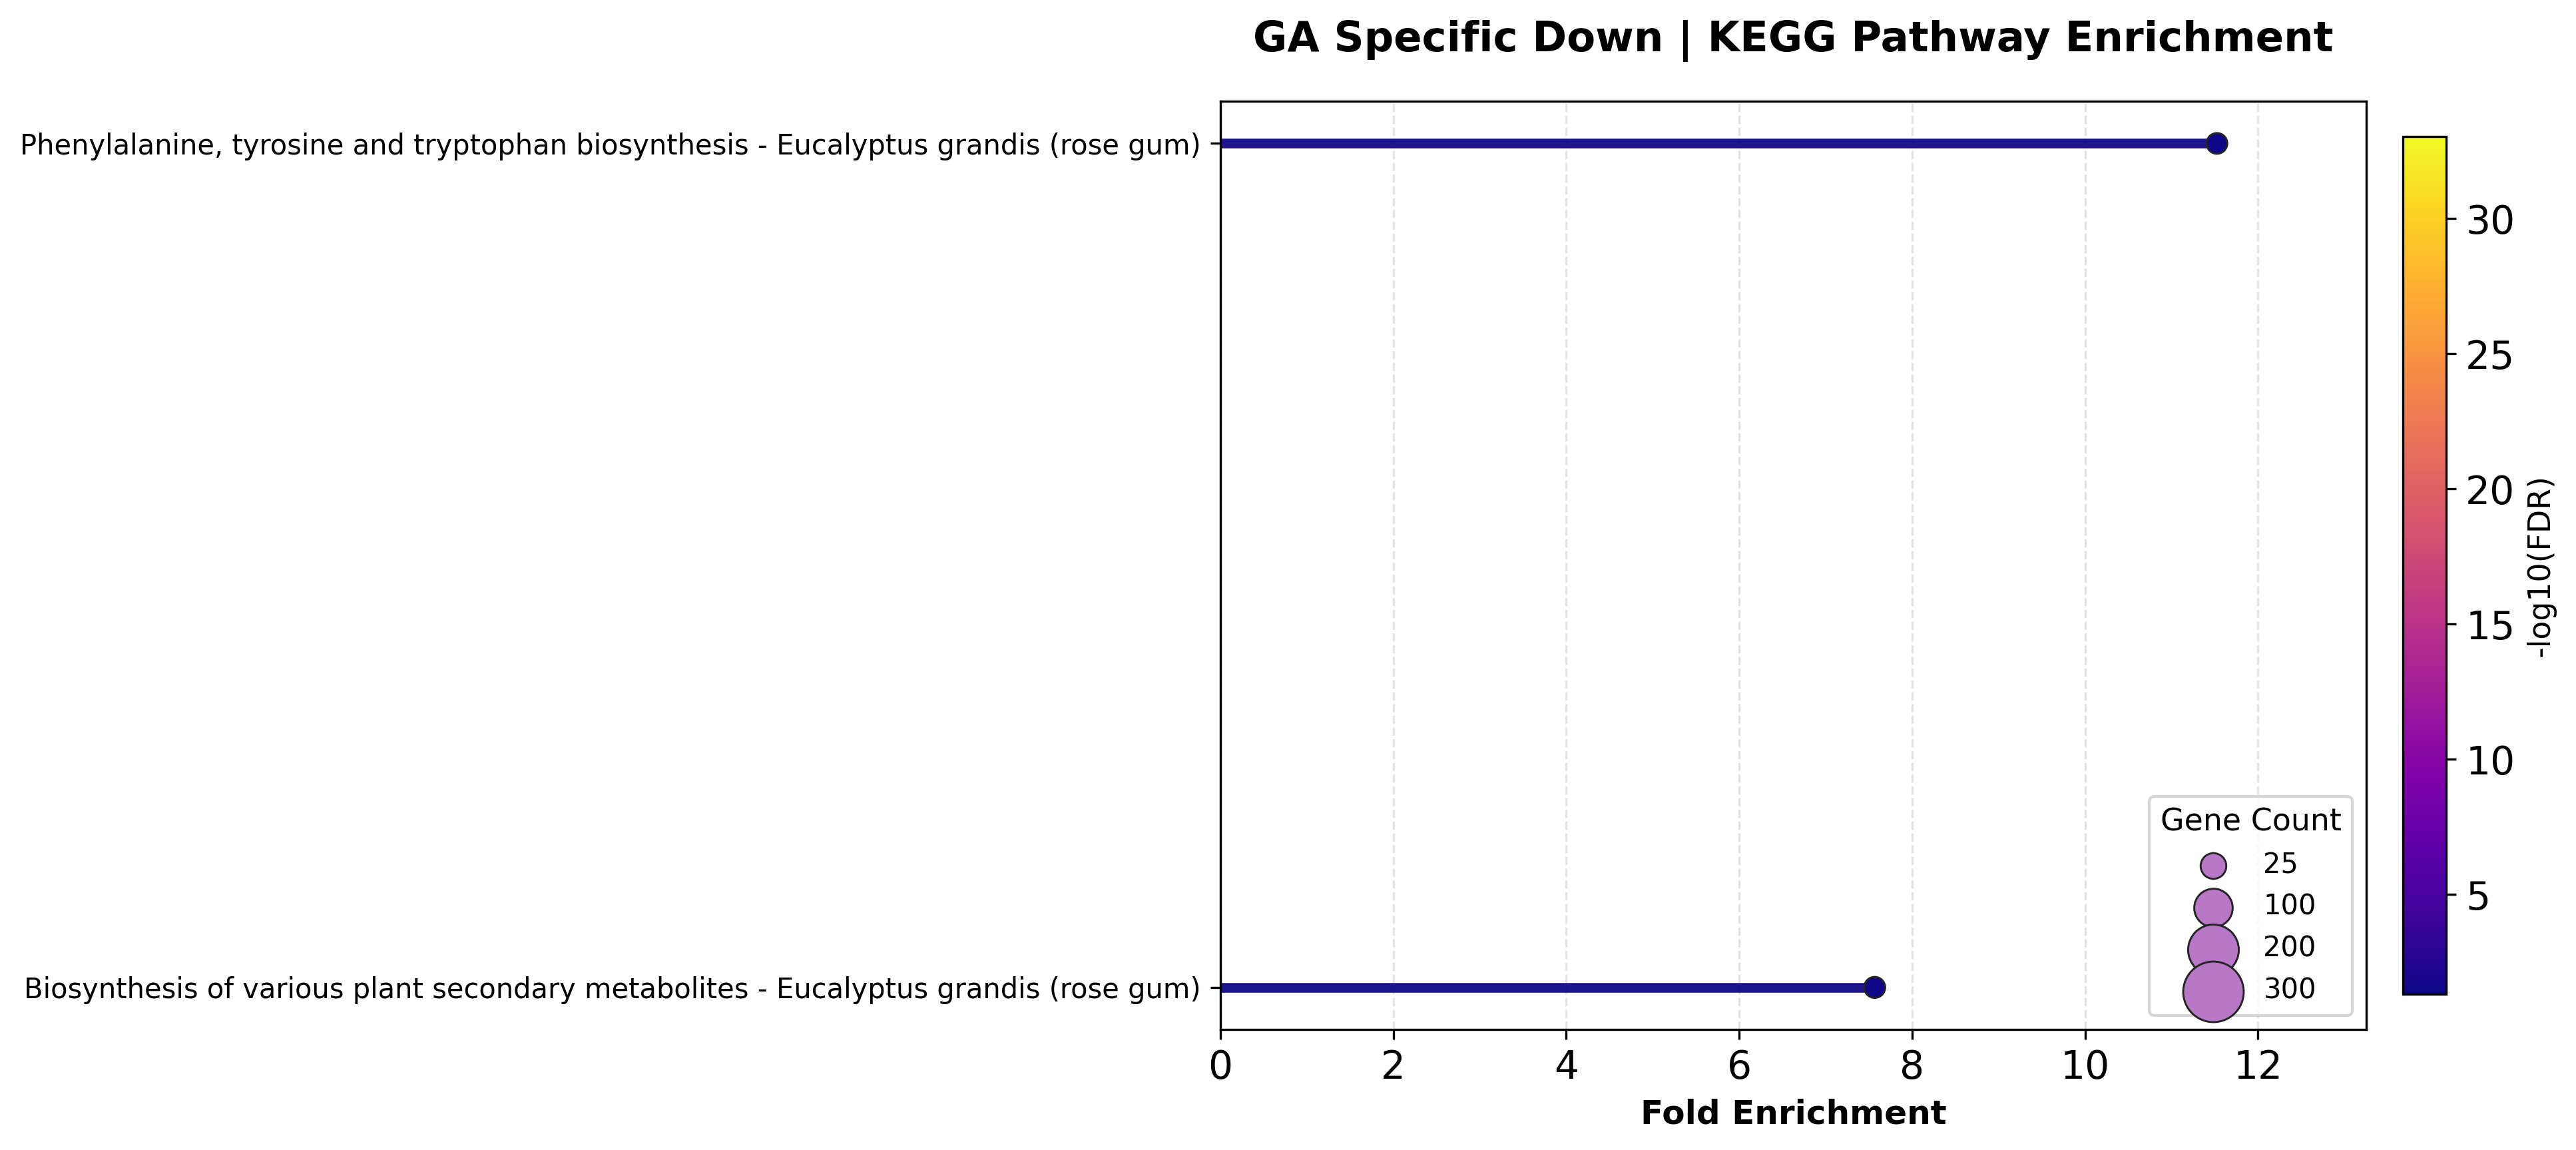 GA Specific Down | KEGG Pathway Enrichment
Phenylalanine, tyrosine and tryptophan biosynthesis - Eucalyptus grandis (rose gum)
Biosynthesis of various plant secondary metabolites - Eucalyptus grandis (rose gum)
0 2 4 6 8 10 12
Fold Enrichment
Gene Count
25
100
200
300
30
25
20
15
10
5
-log10(FDR)